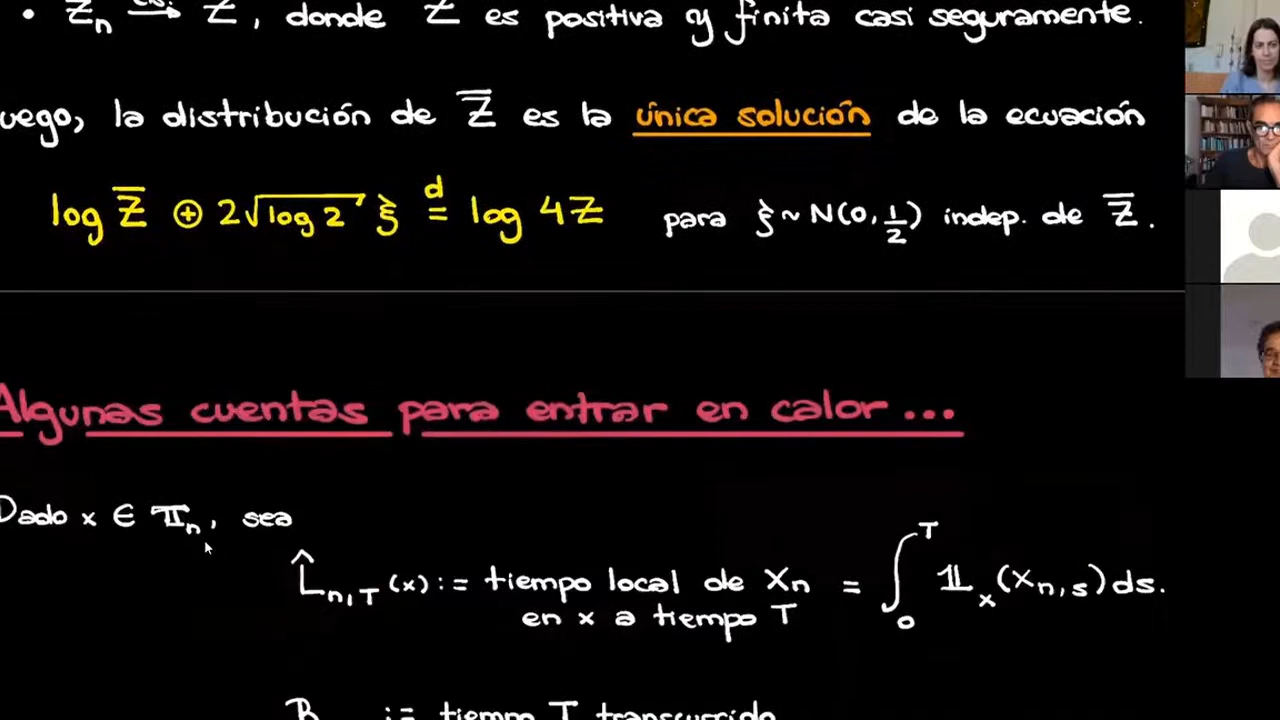 • Z̄n c.s.→ Z̄, donde Z̄ es positiva y finita casi seguramente.
uego, la distribución de Z̄ es la única solución de la ecuación
log Z̄ ⊕ 2√log 2 ξ d= log 4Z para ξ ~ N(0, 1/2) indep. de Z̄.
Algunas cuentas para entrar en calor...
Dado x ∈ 𝕋n, sea
L̂n,T (x) := tiempo local de Xn = ∫₀ᵀ 𝟙x (Xn,s) ds.
en x a tiempo T
:= tiempo T transcurrido